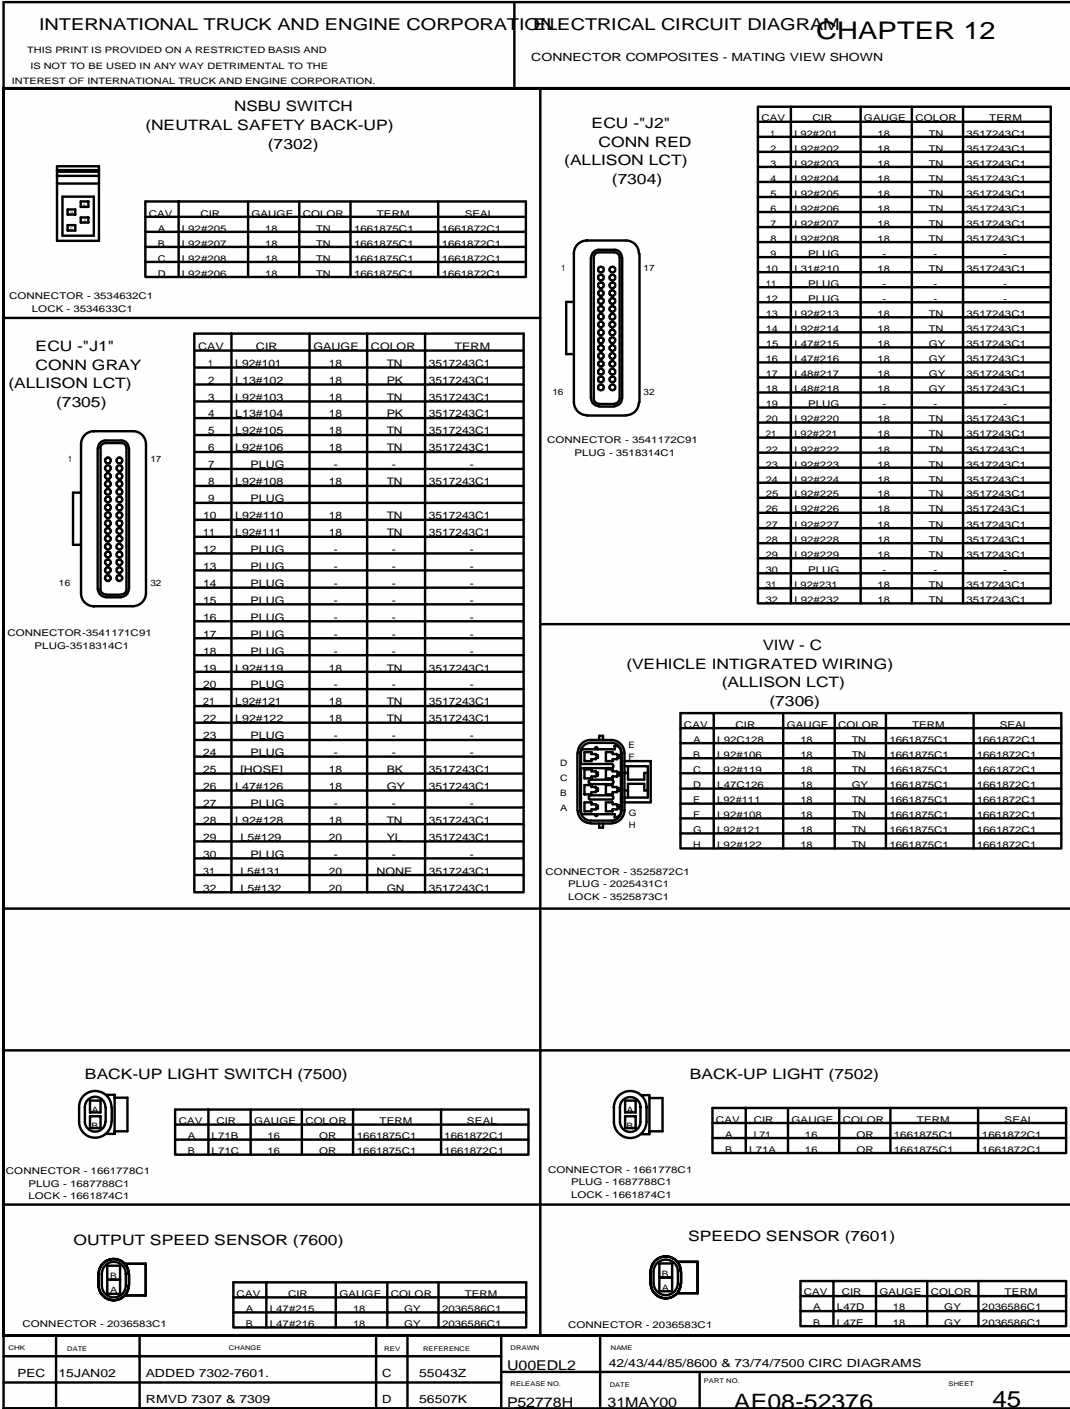 INTERNATIONAL TRUCK AND ENGINE CORPORATION
THIS PRINT IS PROVIDED ON A RESTRICTED BASIS AND
IS NOT TO BE USED IN ANY WAY DETRIMENTAL TO THE
INTEREST OF INTERNATIONAL TRUCK AND ENGINE CORPORATION.
ELECTRICAL CIRCUIT DIAGRAM
CHAPTER 12
CONNECTOR COMPOSITES - MATING VIEW SHOWN
NSBU SWITCH
(NEUTRAL SAFETY BACK-UP)
(7302)
CAV CIR GAUGE COLOR TERM SEAL
A L92#205 18 TN 1661875C1 1661872C1
B L92#207 18 TN 1661875C1 1661872C1
C L92#208 18 TN 1661875C1 1661872C1
D L92#206 18 TN 1661875C1 1661872C1
CONNECTOR - 3534632C1
LOCK - 3534633C1
ECU -"J1"
CONN GRAY
(ALLISON LCT)
(7305)
1 17
16 32
CONNECTOR-3541171C91
PLUG-3518314C1
CAV CIR GAUGE COLOR TERM
1 L92#101 18 TN 3517243C1
2 L13#102 18 PK 3517243C1
3 L92#103 18 TN 3517243C1
4 L13#104 18 PK 3517243C1
5 L92#105 18 TN 3517243C1
6 L92#106 18 TN 3517243C1
7 PLUG - - -
8 L92#108 18 TN 3517243C1
9 PLUG
10 L92#110 18 TN 3517243C1
11 L92#111 18 TN 3517243C1
12 PLUG - - -
13 PLUG - - -
14 PLUG - - -
15 PLUG - - -
16 PLUG - - -
17 PLUG - - -
18 PLUG - - -
19 L92#119 18 TN 3517243C1
20 PLUG - - -
21 L92#121 18 TN 3517243C1
22 L92#122 18 TN 3517243C1
23 PLUG - - -
24 PLUG - - -
25 [HOSE] 18 BK 3517243C1
26 L47#126 18 GY 3517243C1
27 PLUG - - -
28 L92#128 18 TN 3517243C1
29 L5#129 20 YL 3517243C1
30 PLUG - - -
31 L5#131 20 NONE 3517243C1
32 L5#132 20 GN 3517243C1
ECU -"J2"
CONN RED
(ALLISON LCT)
(7304)
1 17
16 32
CONNECTOR - 3541172C91
PLUG - 3518314C1
CAV CIR GAUGE COLOR TERM
1 L92#201 18 TN 3517243C1
2 L92#202 18 TN 3517243C1
3 L92#203 18 TN 3517243C1
4 L92#204 18 TN 3517243C1
5 L92#205 18 TN 3517243C1
6 L92#206 18 TN 3517243C1
7 L92#207 18 TN 3517243C1
8 L92#208 18 TN 3517243C1
9 PLUG - - -
10 L31#210 18 TN 3517243C1
11 PLUG - - -
12 PLUG - - -
13 L92#213 18 TN 3517243C1
14 L92#214 18 TN 3517243C1
15 L47#215 18 GY 3517243C1
16 L47#216 18 GY 3517243C1
17 L48#217 18 GY 3517243C1
18 L48#218 18 GY 3517243C1
19 PLUG - - -
20 L92#220 18 TN 3517243C1
21 L92#221 18 TN 3517243C1
22 L92#222 18 TN 3517243C1
23 L92#223 18 TN 3517243C1
24 L92#224 18 TN 3517243C1
25 L92#225 18 TN 3517243C1
26 L92#226 18 TN 3517243C1
27 L92#227 18 TN 3517243C1
28 L92#228 18 TN 3517243C1
29 L92#229 18 TN 3517243C1
30 PLUG - - -
31 L92#231 18 TN 3517243C1
32 L92#232 18 TN 3517243C1
VIW - C
(VEHICLE INTIGRATED WIRING)
(ALLISON LCT)
(7306)
D
C
B
A
E
F
G
H
CAV CIR GAUGE COLOR TERM SEAL
A L92C128 18 TN 1661875C1 1661872C1
B L92#106 18 TN 1661875C1 1661872C1
C L92#119 18 TN 1661875C1 1661872C1
D L47C126 18 GY 1661875C1 1661872C1
E L92#111 18 TN 1661875C1 1661872C1
F L92#108 18 TN 1661875C1 1661872C1
G L92#121 18 TN 1661875C1 1661872C1
H L92#122 18 TN 1661875C1 1661872C1
CONNECTOR - 3525872C1
PLUG - 2025431C1
LOCK - 3525873C1
BACK-UP LIGHT SWITCH (7500)
A
B
CAV CIR GAUGE COLOR TERM SEAL
A L71B 16 OR 1661875C1 1661872C1
B L71C 16 OR 1661875C1 1661872C1
CONNECTOR - 1661778C1
PLUG - 1687788C1
LOCK - 1661874C1
BACK-UP LIGHT (7502)
A
B
CAV CIR GAUGE COLOR TERM SEAL
A L71 16 OR 1661875C1 1661872C1
B L71A 16 OR 1661875C1 1661872C1
CONNECTOR - 1661778C1
PLUG - 1687788C1
LOCK - 1661874C1
OUTPUT SPEED SENSOR (7600)
B
A
CAV CIR GAUGE COLOR TERM
A L47#215 18 GY 2036586C1
B L47#216 18 GY 2036586C1
CONNECTOR - 2036583C1
SPEEDO SENSOR (7601)
B
A
CAV CIR GAUGE COLOR TERM
A L47D 18 GY 2036586C1
B L47E 18 GY 2036586C1
CONNECTOR - 2036583C1
CHK DATE CHANGE REV REFERENCE
PEC 15JAN02 ADDED 7302-7601. C 55043Z
RMVD 7307 & 7309 D 56507K
DRAWN
U00EDL2
NAME
42/43/44/85/8600 & 73/74/7500 CIRC DIAGRAMS
RELEASE NO.
P52778H
DATE
31MAY00
PART NO.
AE08-52376
SHEET
45